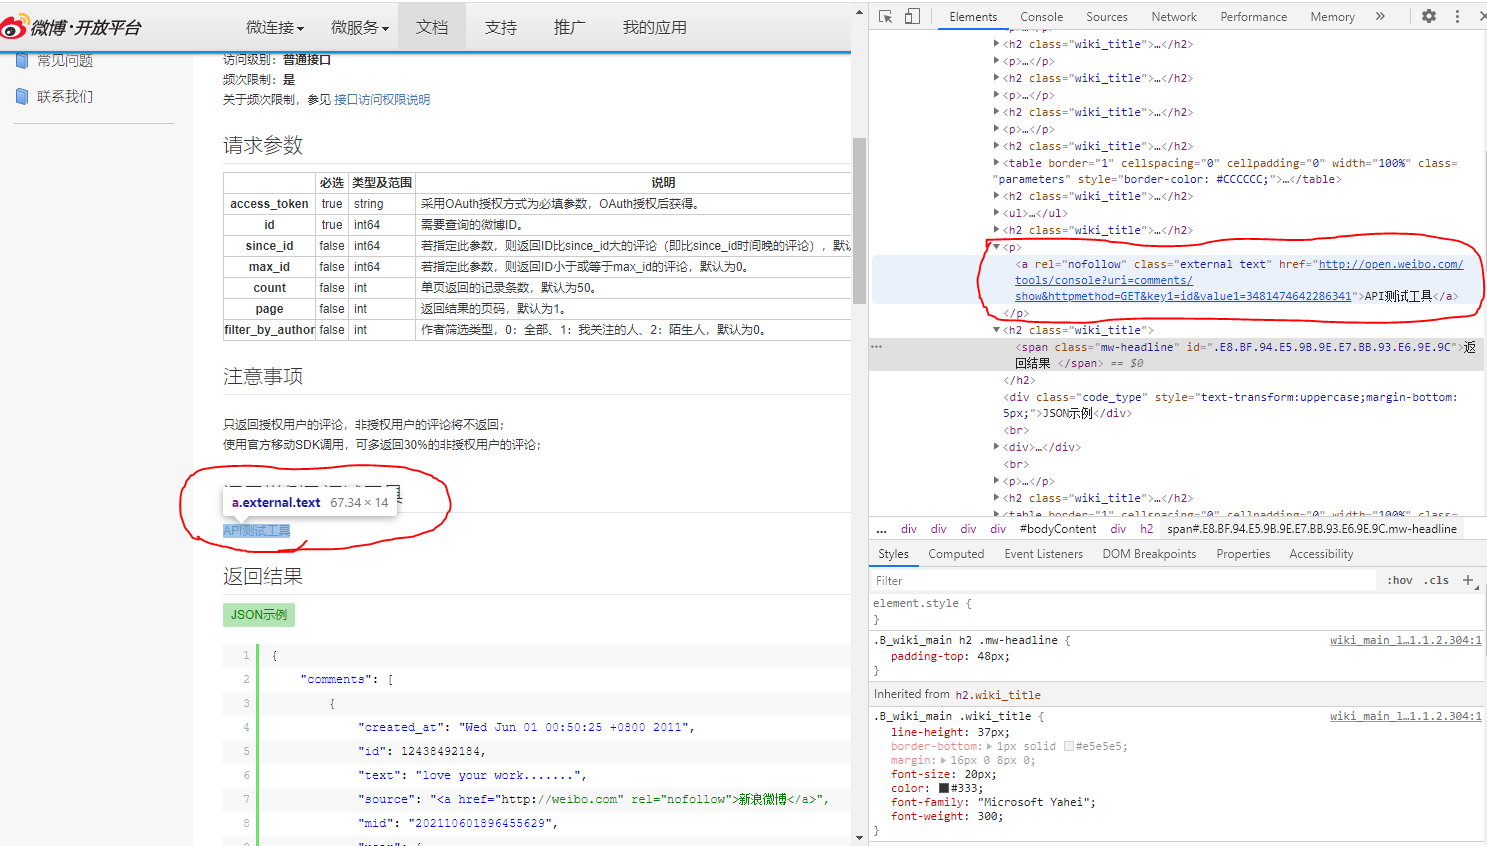 微博·开放平台
微连接
微服务
文档
支持
推广
我的应用
常见问题
联系我们
访问级别：普通接口
频次限制：是
关于频次限制，参见 接口访问权限说明
请求参数
必选 类型及范围 说明
access_token true string 采用OAuth授权方式为必填参数，OAuth授权后获得。
id true int64 需要查询的微博ID。
since_id false int64 若指定此参数，则返回ID比since_id大的评论（即比since_id时间晚的评论），默认
max_id false int64 若指定此参数，则返回ID小于或等于max_id的评论，默认为0。
count false int 单页返回的记录条数，默认为50。
page false int 返回结果的页码，默认为1。
filter_by_author false int 作者筛选类型，0：全部、1：我关注的人、2：陌生人，默认为0。
注意事项
只返回授权用户的评论，非授权用户的评论将不返回；
使用官方移动SDK调用，可多返回30%的非授权用户的评论；
a.external.text 67.34 × 14
API测试工具
返回结果
JSON示例
1 {
2 "comments": [
3 {
4 "created_at": "Wed Jun 01 00:50:25 +0800 2011",
5 "id": 12438492184,
6 "text": "love your work.......",
7 "source": "<a href="http://weibo.com" rel="nofollow">新浪微博</a>",
8 "mid": "202110601896455629",
Elements Console Sources Network Performance Memory »
<p>…</p>
<h2 class="wiki_title">…</h2>
<p>…</p>
<h2 class="wiki_title">…</h2>
<p>…</p>
<h2 class="wiki_title">…</h2>
<p>…</p>
<h2 class="wiki_title">…</h2>
<table border="1" cellspacing="0" cellpadding="0" width="100%" class=
"parameters" style="border-color: #CCCCCC;">…</table>
<h2 class="wiki_title">…</h2>
<ul>…</ul>
<h2 class="wiki_title">…</h2>
<p>
<a rel="nofollow" class="external text" href="http://open.weibo.com/
tools/console?uri=comments/
show&httpmethod=GET&key1=id&value1=3481474642286341">API测试工具</a>
</p>
<h2 class="wiki_title">
<span class="mw-headline" id=".E8.BF.94.E5.9B.9E.E7.BB.93.E6.9E.9C">返
回结果 </span> == $0
</h2>
<div class="code_type" style="text-transform:uppercase;margin-bottom:
5px;">JSON示例</div>
<br>
<div>…</div>
<br>
<p>…</p>
<h2 class="wiki_title">…</h2>
<table border="1" cellspacing="0" cellpadding="0" width="100%" class=
... div div div div #bodyContent div h2 span#.E8.BF.94.E5.9B.9E.E7.BB.93.E6.9E.9C.mw-headline
Styles Computed Event Listeners DOM Breakpoints Properties Accessibility
Filter :hov .cls +
element.style {
}
.B_wiki_main h2 .mw-headline { wiki_main_l…1.1.2.304:1
padding-top: 48px;
}
Inherited from h2.wiki_title
.B_wiki_main .wiki_title { wiki_main_l…1.1.2.304:1
line-height: 37px;
border-bottom: 1px solid #e5e5e5;
margin: 16px 0 8px 0;
font-size: 20px;
color: #333;
font-family: "Microsoft Yahei";
font-weight: 300;
}